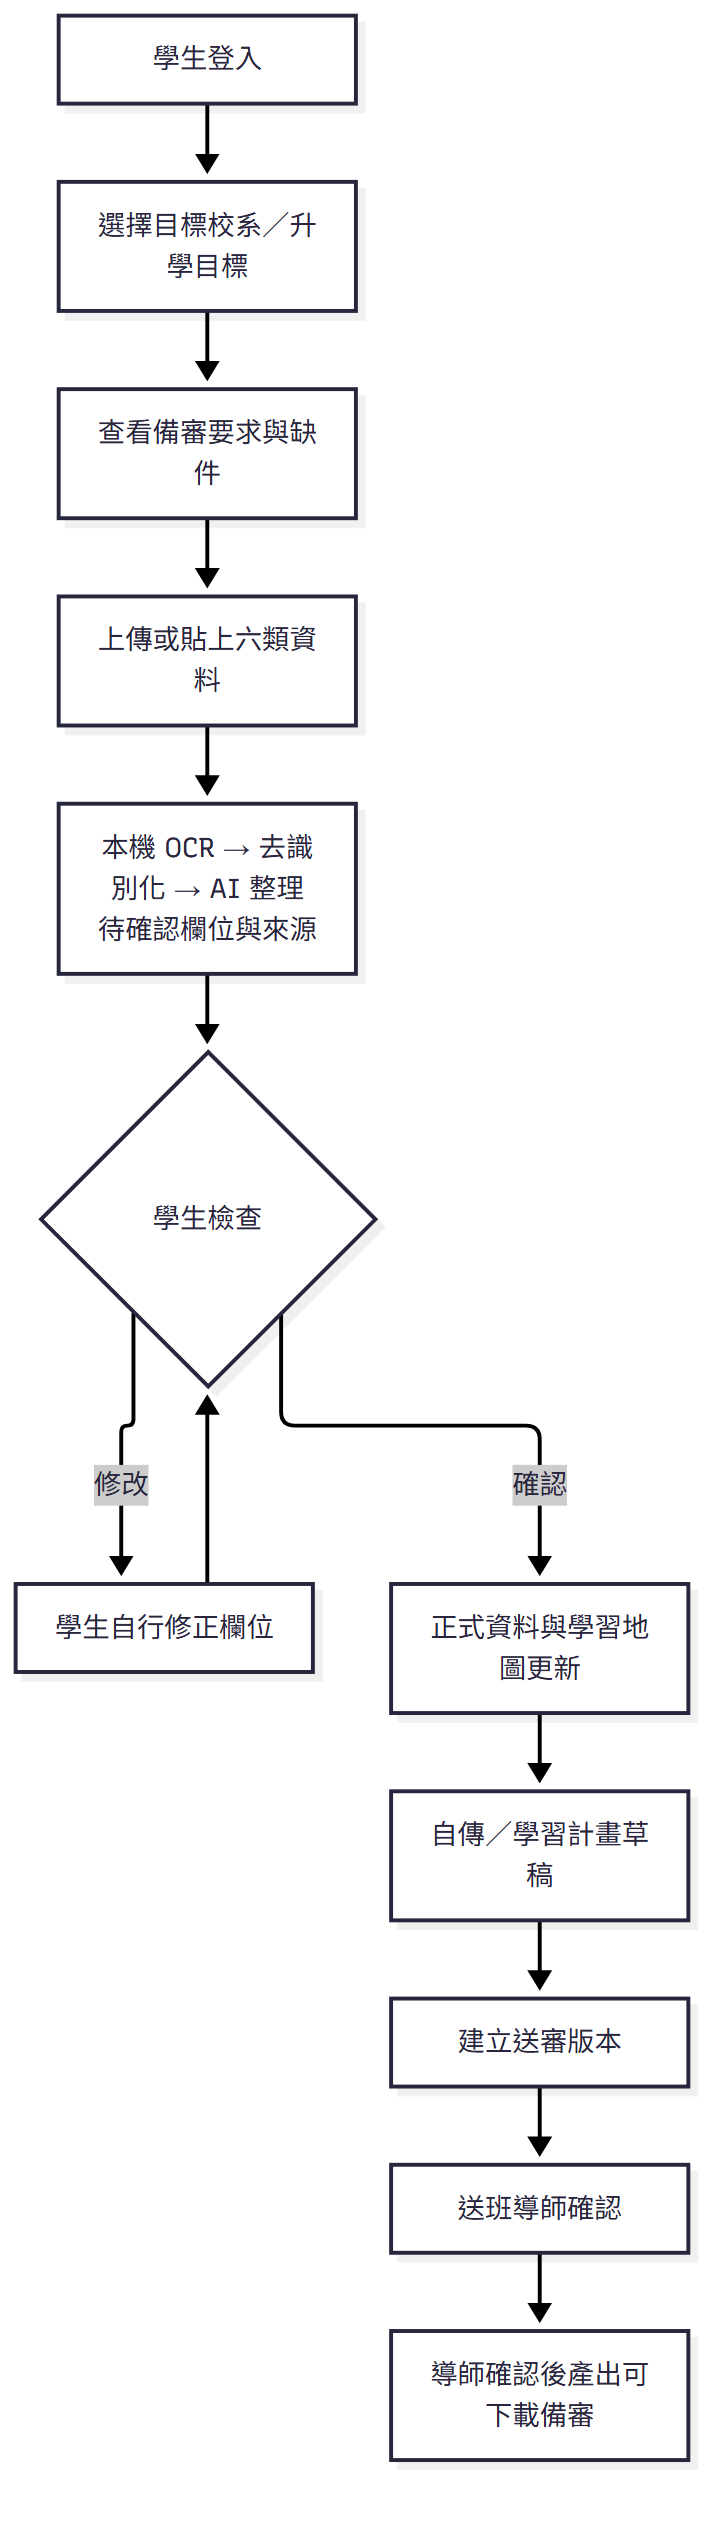 學生登入
選擇目標校系／升
學目標
查看備審要求與缺
件
上傳或貼上六類資
料
本機 OCR → 去識
別化 → AI 整理
待確認欄位與來源
學生檢查
修改
確認
學生自行修正欄位
正式資料與學習地
圖更新
自傳／學習計畫草
稿
建立送審版本
送班導師確認
導師確認後產出可
下載備審